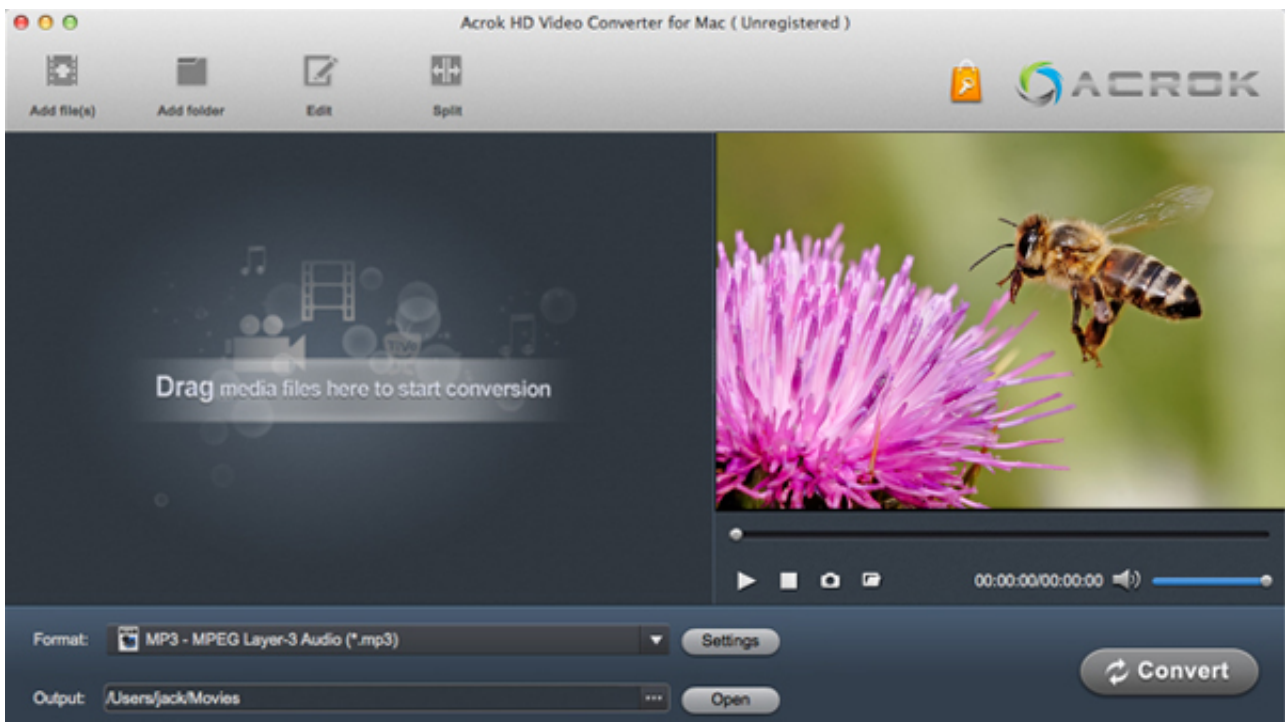 Acrok HD Video Converter for Mac ( Unregistered )
Add file(s)
Add folder
Edit
Split
ACROK
TiVo
Drag media files here to start conversion
00:00:00/00:00:00
Format:
MP3 - MPEG Layer-3 Audio (*.mp3)
Settings
Convert
Output:
/Users/jack/Movies
...
Open